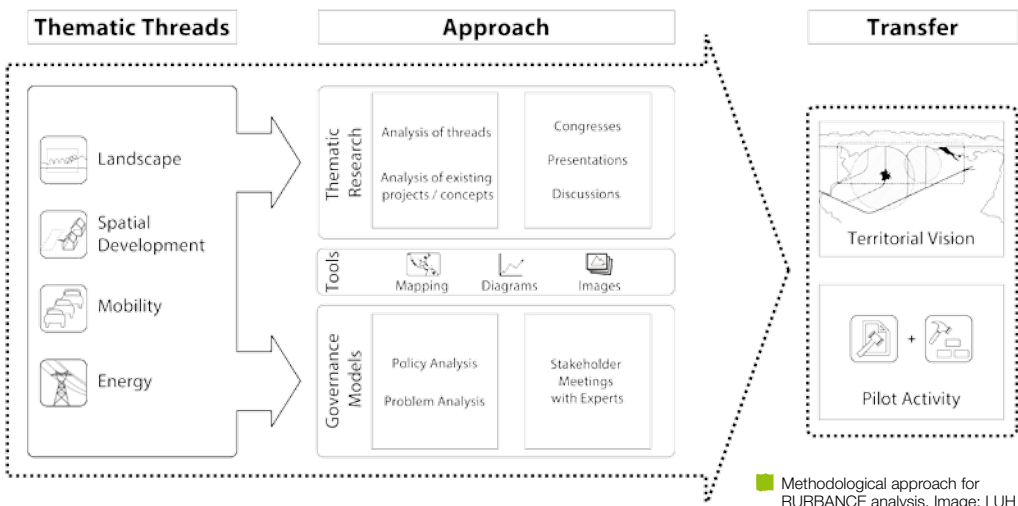 Thematic Threads
Approach
Transfer
Landscape
Spatial
Development
Mobility
Energy
Thematic
Research
Analysis of threads
Analysis of existing
projects / concepts
Congresses
Presentations
Discussions
Tools
Mapping
Diagrams
Images
Governance
Models
Policy Analysis
Problem Analysis
Stakeholder
Meetings
with Experts
Territorial Vision
+
Pilot Activity
Methodological approach for
RURBANCE analysis. Image: LUH